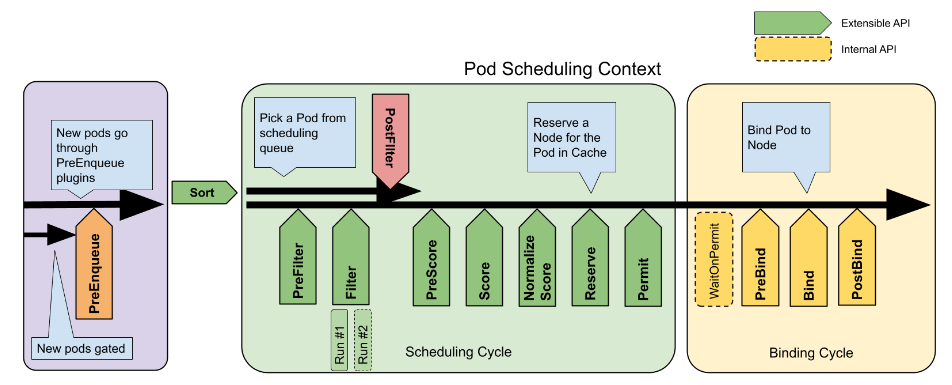 Extensible API
Internal API
Pod Scheduling Context
New pods go
through
PreEnqueue
plugins
PreEnqueue
New pods gated
Sort
Pick a Pod from
scheduling
queue
PostFilter
Reserve a
Node for the
Pod in Cache
PreFilter
Filter
Run #1
Run #2
PreScore
Score
Normalize
Score
Reserve
Permit
Scheduling Cycle
Bind Pod to
Node
WaitOnPermit
PreBind
Bind
PostBind
Binding Cycle